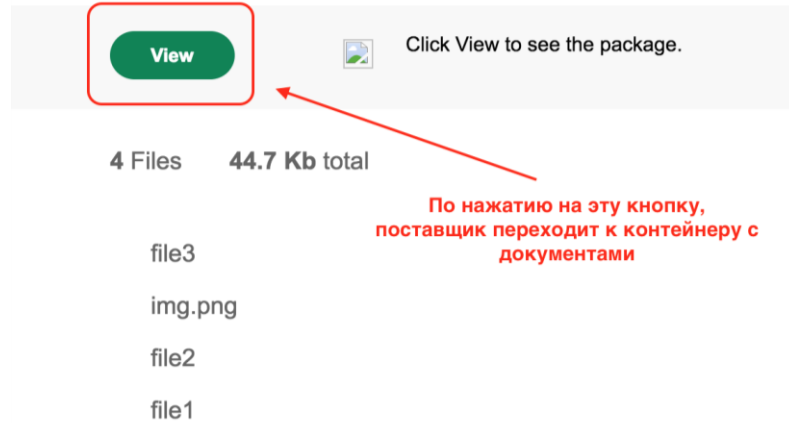 View
Click View to see the package.
4 Files 44.7 Kb total
По нажатию на эту кнопку,
поставщик переходит к контейнеру с
документами
file3
img.png
file2
file1